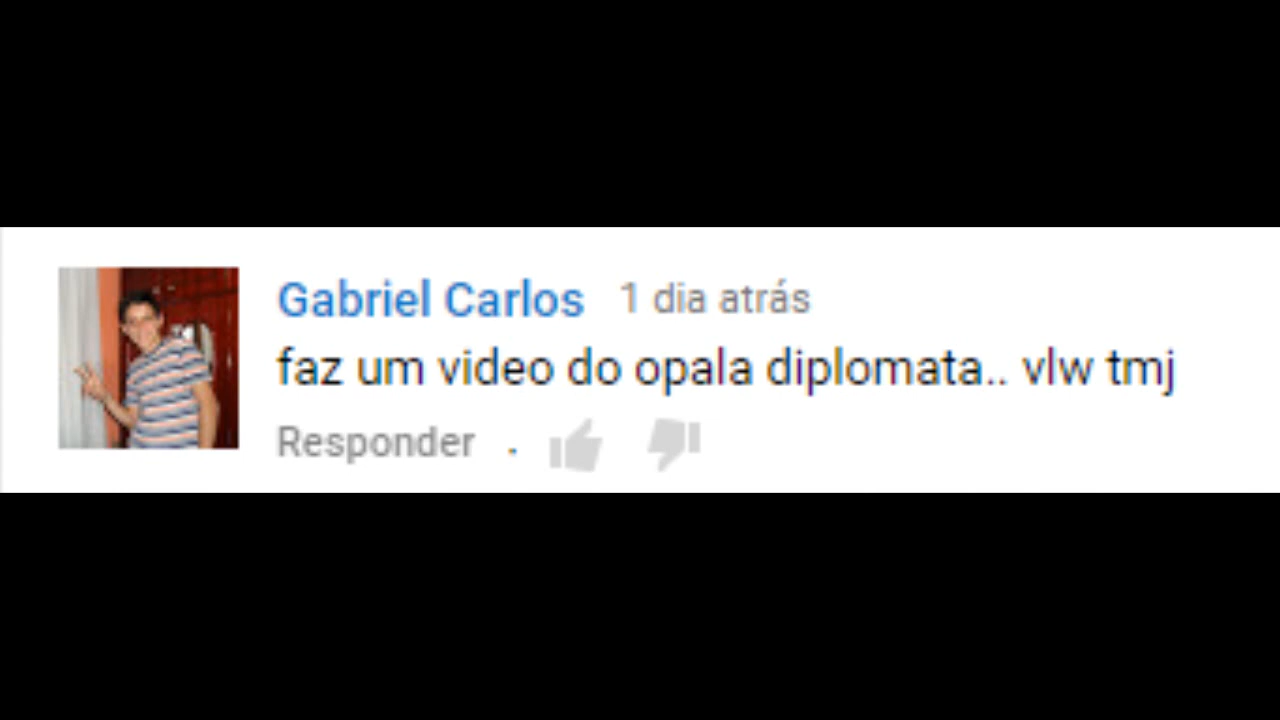 Gabriel Carlos 1 dia atrás
faz um video do opala diplomata.. vlw tmj
Responder .